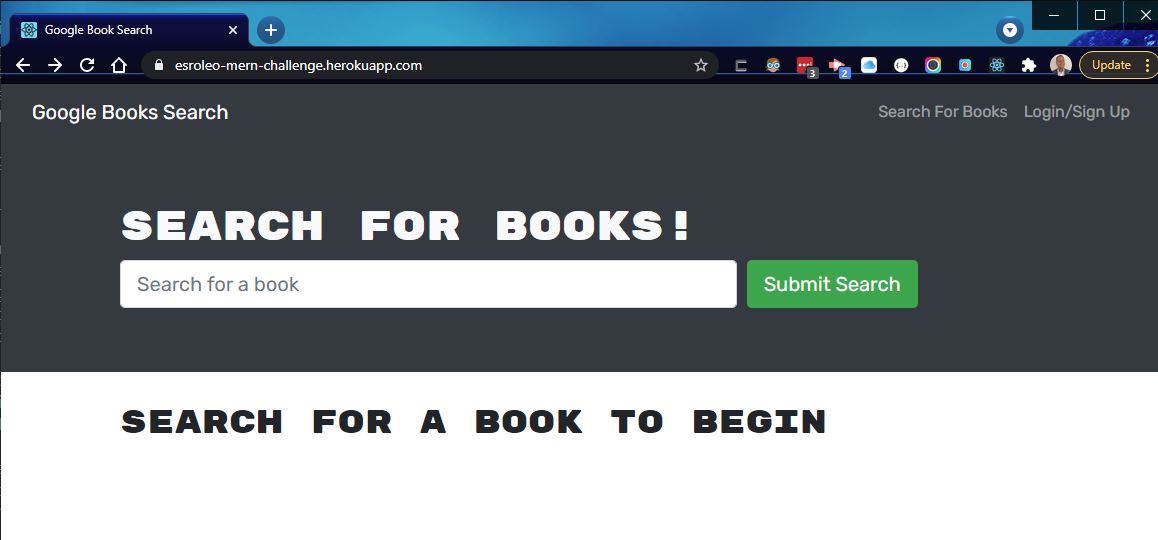 Google Book Search
esroleo-mern-challenge.herokuapp.com
3
2
Update
Google Books Search
Search For Books
Login/Sign Up
SEARCH FOR BOOKS!
Search for a book
Submit Search
SEARCH FOR A BOOK TO BEGIN